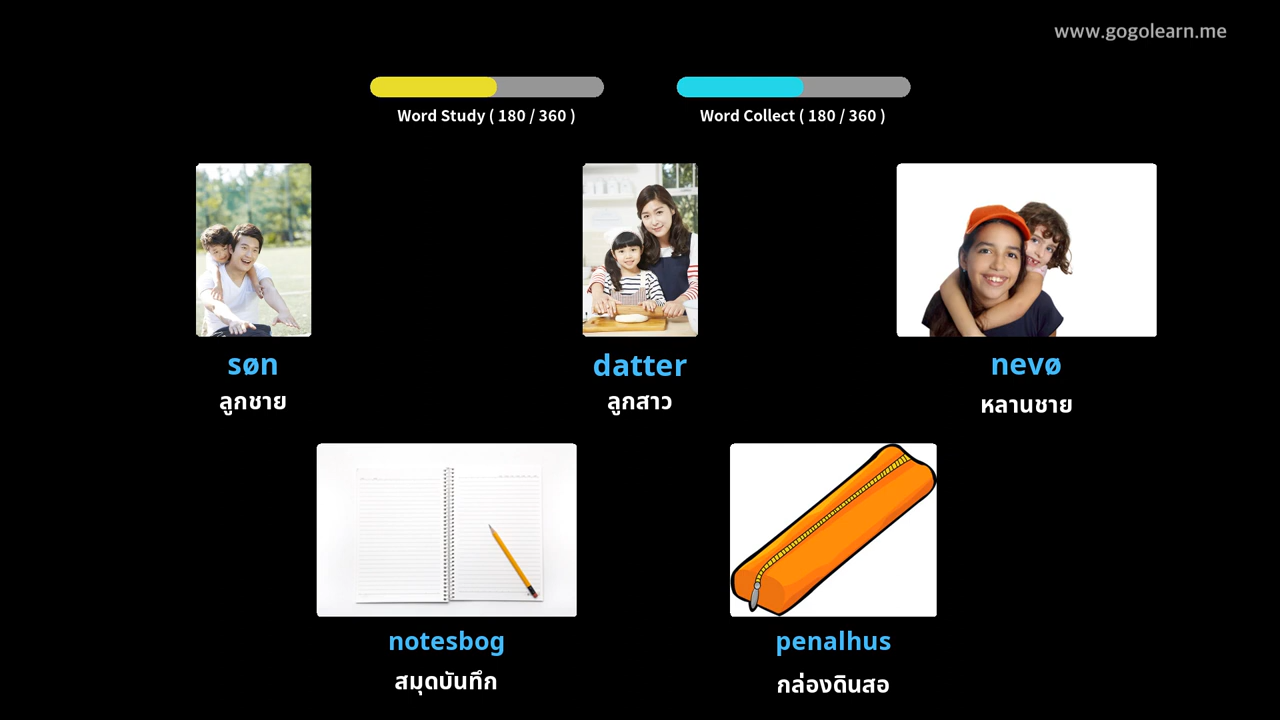 www.gogolearn.me
Word Study ( 180 / 360 )
Word Collect ( 180 / 360 )
søn
ลูกชาย
datter
ลูกสาว
nevø
หลานชาย
notesbog
สมุดบันทึก
penalhus
กล่องดินสอ